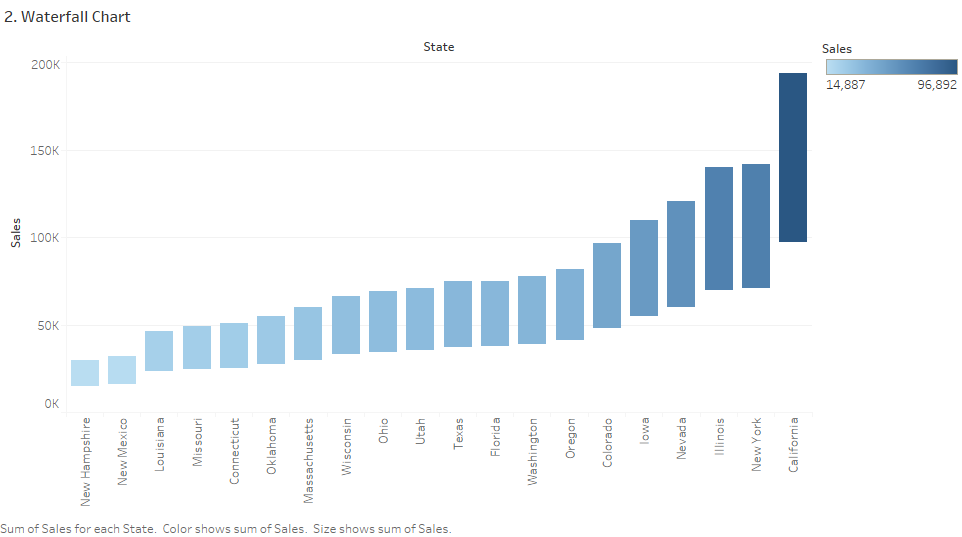 2. Waterfall Chart
State
Sales
14,887 96,892
200K
150K
100K
50K
0K
Sales
New Hampshire
New Mexico
Louisiana
Missouri
Connecticut
Oklahoma
Massachusetts
Wisconsin
Ohio
Utah
Texas
Florida
Washington
Oregon
Colorado
Iowa
Nevada
Illinois
New York
California
Sum of Sales for each State. Color shows sum of Sales. Size shows sum of Sales.